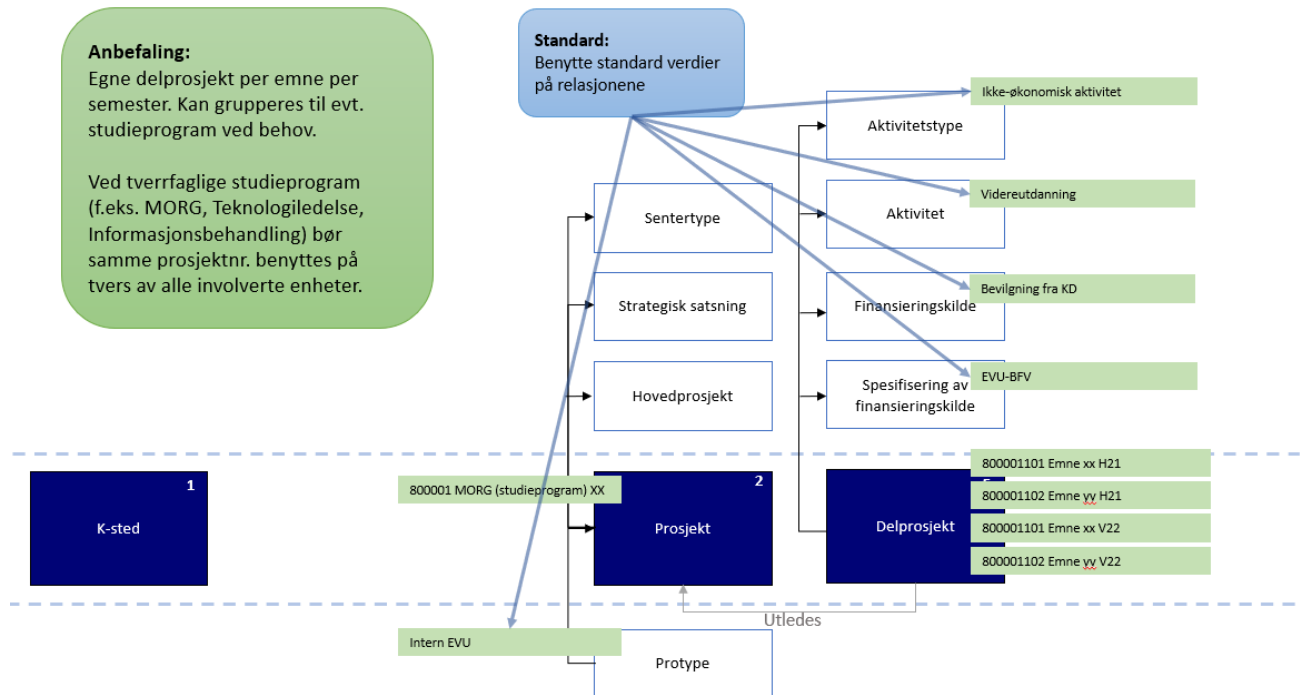 Anbefaling:
Egne delprosjekt per emne per
semester. Kan grupperes til evt.
studieprogram ved behov.
Ved tverrfaglige studieprogram
(f.eks. MORG, Teknologiledelse,
Informasjonsbehandling) bør
samme prosjektnr. benyttes på
tvers av alle involverte enheter.
Standard:
Benytte standard verdier
på relasjonene
Ikke-økonomisk aktivitet
Aktivitetstype
Videreutdanning
Sentertype
Aktivitet
Bevilgning fra KD
Strategisk satsning
Finansieringskilde
EVU-BFV
Hovedprosjekt
Spesifisering av
finansieringskilde
1
K-sted
800001 MORG (studieprogram) XX
2
Prosjekt
Delprosjekt
800001101 Emne xx H21
800001102 Emne yy H21
800001101 Emne xx V22
800001102 Emne yy V22
Utledes
Intern EVU
Protype